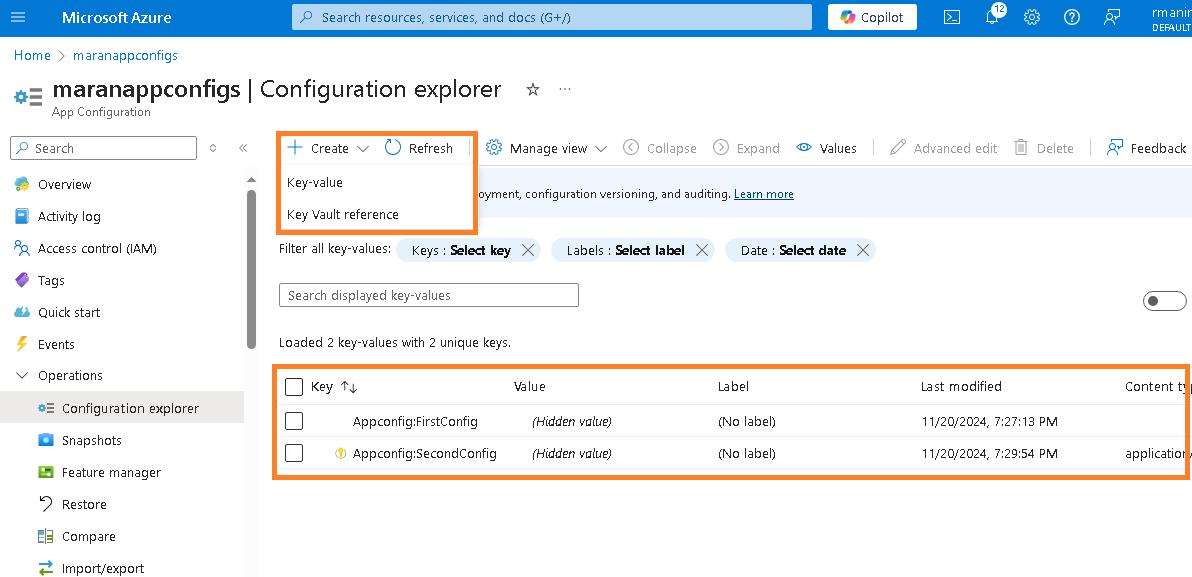 Microsoft Azure
Search resources, services, and docs (G+/)
Copilot
12
rmanin
DEFAULT
Home > maranappconfigs
maranappconfigs | Configuration explorer
App Configuration
Search
Overview
Activity log
Access control (IAM)
Tags
Quick start
Events
Operations
Configuration explorer
Snapshots
Feature manager
Restore
Compare
Import/export
Create
Refresh
Manage view
Collapse
Expand
Values
Advanced edit
Delete
Feedback
Key-value
Key Vault reference
oyment, configuration versioning, and auditing. Learn more
Filter all key-values: Keys : Select key Labels : Select label Date : Select date
Search displayed key-values
Loaded 2 key-values with 2 unique keys.
Key Value Label Last modified Content typ
Appconfig:FirstConfig (Hidden value) (No label) 11/20/2024, 7:27:13 PM
Appconfig:SecondConfig (Hidden value) (No label) 11/20/2024, 7:29:54 PM application/